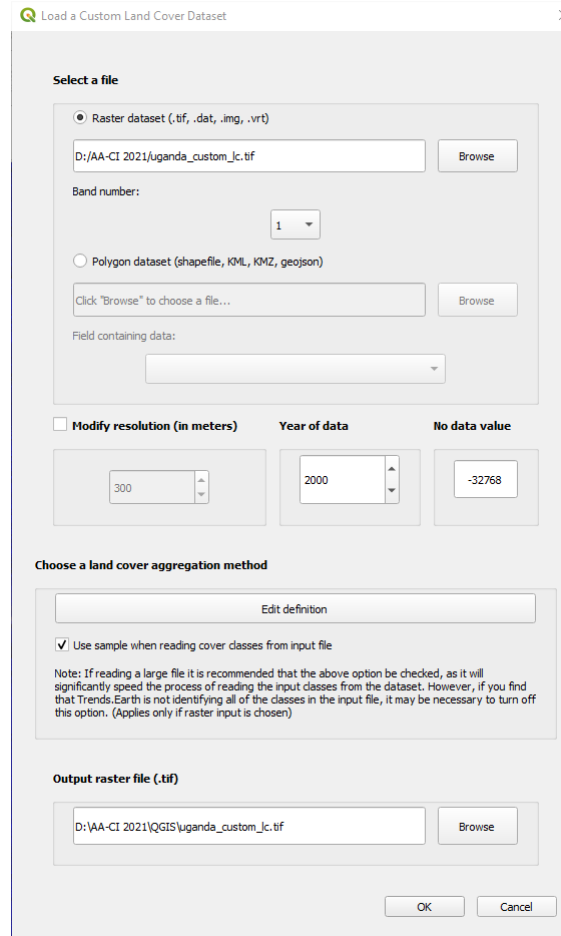 Load a Custom Land Cover Dataset
Select a file
Raster dataset (.tif, .dat, .img, .vrt)
D:/AA-CI 2021/uganda_custom_lc.tif
Browse
Band number:
1
Polygon dataset (shapefile, KML, KMZ, geojson)
Click "Browse" to choose a file...
Browse
Field containing data:
Modify resolution (in meters) Year of data No data value
300 2000 -32768
Choose a land cover aggregation method
Edit definition
Use sample when reading cover classes from input file
Note: If reading a large file it is recommended that the above option be checked, as it will
significantly speed the process of reading the input classes from the dataset. However, if you find
that Trends.Earth is not identifying all of the classes in the input file, it may be necessary to turn off
this option. (Applies only if raster input is chosen)
Output raster file (.tif)
D:\AA-CI 2021\QGIS\uganda_custom_lc.tif
Browse
OK Cancel